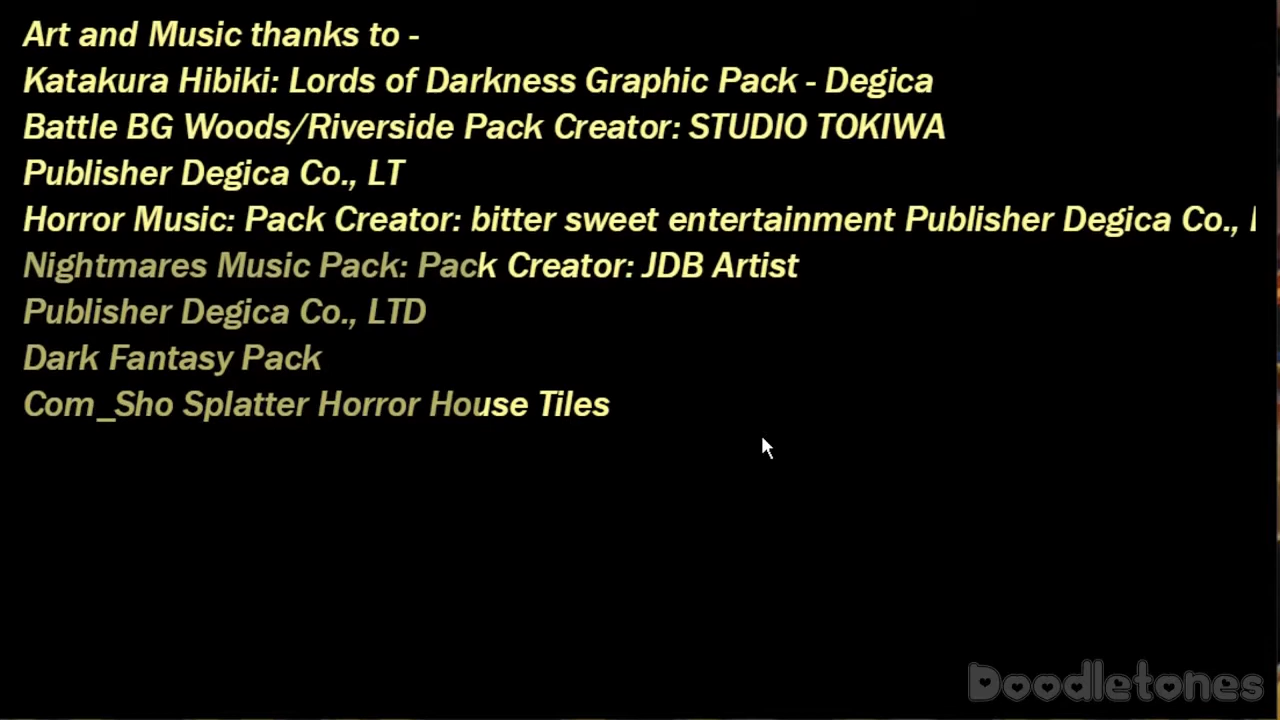 Art and Music thanks to -
Katakura Hibiki: Lords of Darkness Graphic Pack - Degica
Battle BG Woods/Riverside Pack Creator: STUDIO TOKIWA
Publisher Degica Co., LT
Horror Music: Pack Creator: bitter sweet entertainment Publisher Degica Co.,
Nightmares Music Pack: Pack Creator: JDB Artist
Publisher Degica Co., LTD
Dark Fantasy Pack
Com_Sho Splatter Horror House Tiles
Doodletones